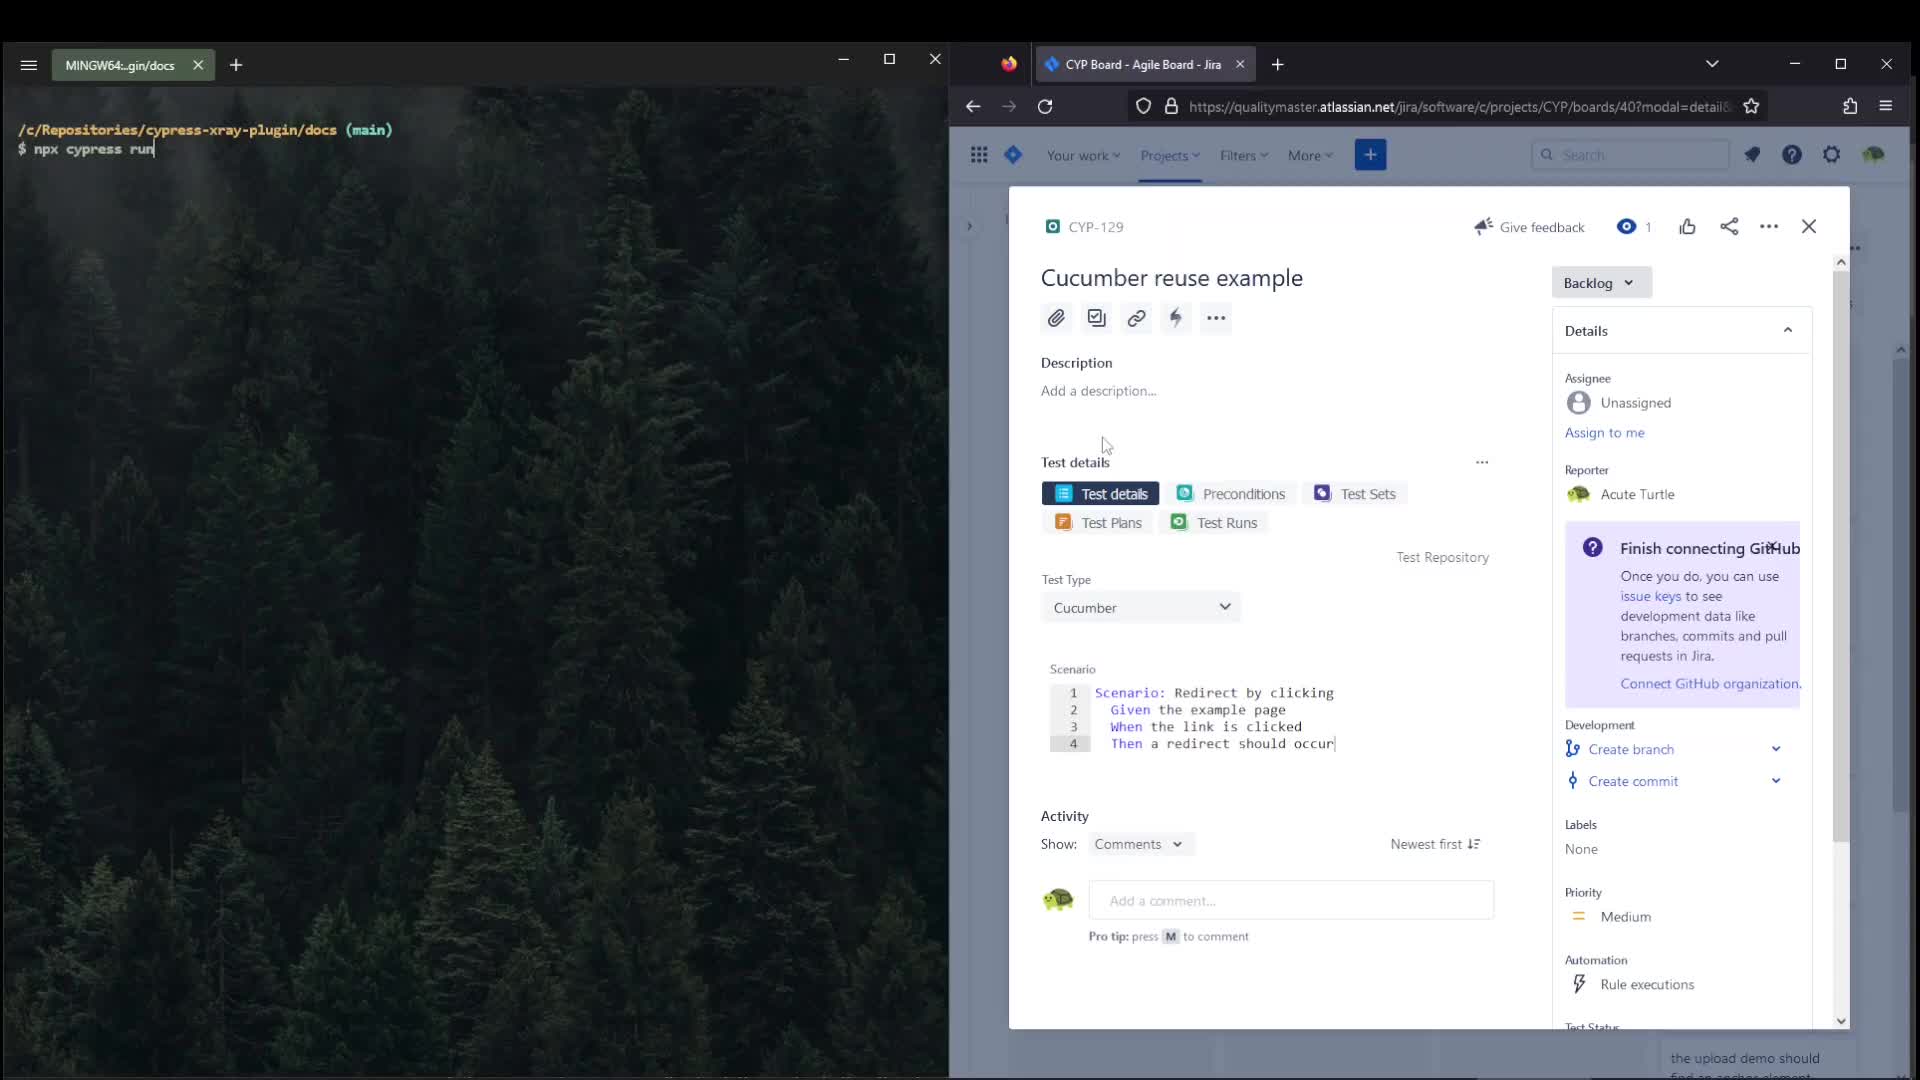 MINGW64:..gin/docs
/c/Repositories/cypress-xray-plugin/docs (main)
$ npx cypress run
CYP Board - Agile Board - Jira
https://qualitymaster.atlassian.net/jira/software/c/projects/CYP/boards/40?modal=detail&
Your work
Projects
Filters
More
Search
CYP-129
Give feedback
1
Cucumber reuse example
Backlog
Description
Add a description...
Test details
Test details
Preconditions
Test Sets
Test Plans
Test Runs
Test Repository
Test Type
Cucumber
Scenario
1 Scenario: Redirect by clicking
2 Given the example page
3 When the link is clicked
4 Then a redirect should occur
Activity
Show:
Comments
Newest first
Add a comment...
Pro tip: press M to comment
Details
Assignee
Unassigned
Assign to me
Reporter
Acute Turtle
Finish connecting GitHub
Once you do, you can use
issue keys to see
development data like
branches, commits and pull
requests in Jira.
Connect GitHub organization.
Development
Create branch
Create commit
Labels
None
Priority
Medium
Automation
Rule executions
Test Status
the upload demo should
find an anchor element